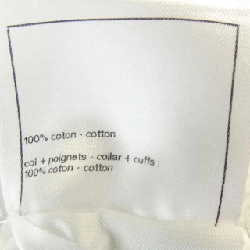 100% coton - cotton
col + poignets - collar + cuffs
100% coton - cotton